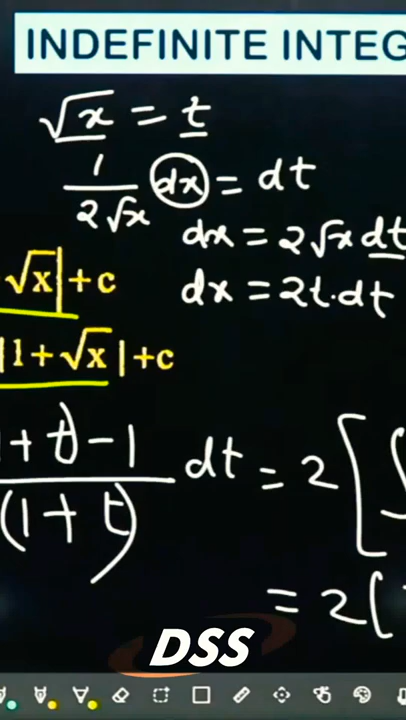 INDEFINITE INTEG
√x = t
1/(2√x) dx = dt
dx = 2√x dt
√x| + c
dx = 2t·dt
|1 + √x | + c
1 + t) − 1 / (1 + t) dt = 2 [ ∫
= 2 (
DSS